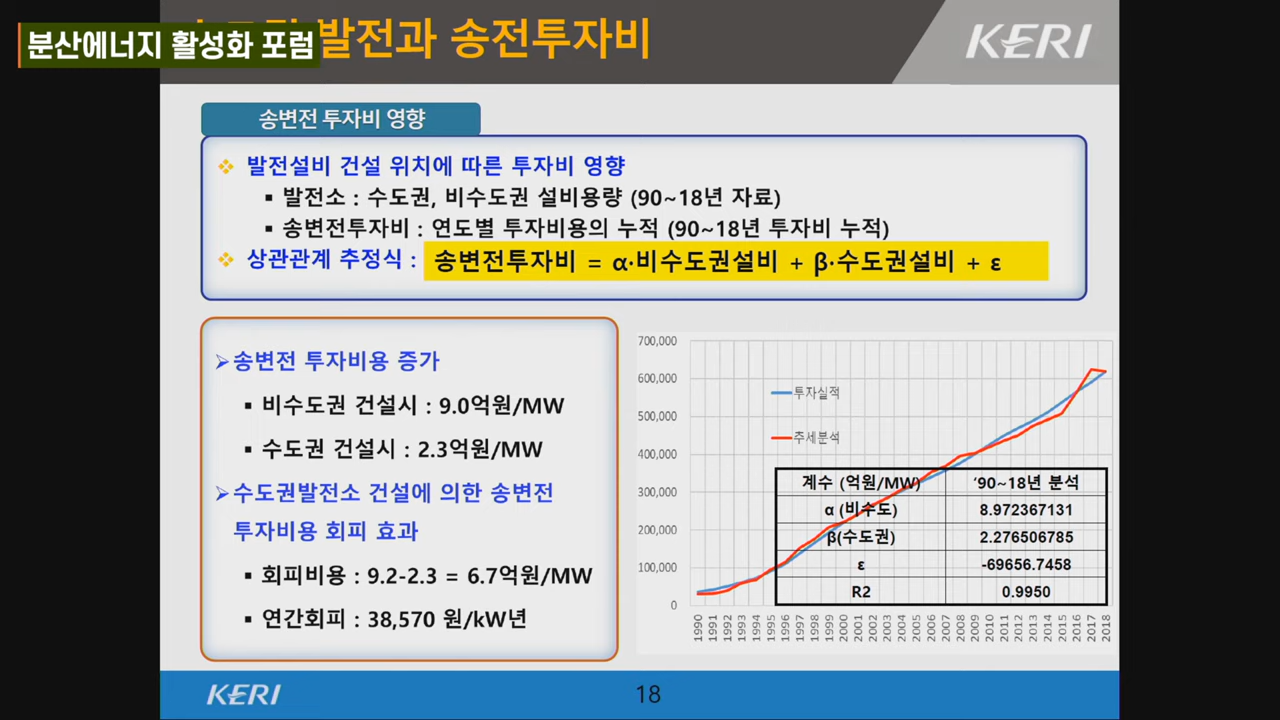 분산에너지 활성화 포럼
발전과 송전투자비
KERI
송변전 투자비 영향
❖ 발전설비 건설 위치에 따른 투자비 영향
▪ 발전소 : 수도권, 비수도권 설비용량 (90~18년 자료)
▪ 송변전투자비 : 연도별 투자비용의 누적 (90~18년 투자비 누적)
❖ 상관관계 추정식 : 송변전투자비 = α·비수도권설비 + β·수도권설비 + ε
➢송변전 투자비용 증가
▪ 비수도권 건설시 : 9.0억원/MW
▪ 수도권 건설시 : 2.3억원/MW
➢수도권발전소 건설에 의한 송변전
투자비용 회피 효과
▪ 회피비용 : 9.2-2.3 = 6.7억원/MW
▪ 연간회피 : 38,570 원/kW년
700,000
600,000
500,000
400,000
300,000
200,000
100,000
0
투자실적
추세분석
계수 (억원/MW) ‘90~18년 분석
α (비수도) 8.972367131
β(수도권) 2.276506785
ε -69656.7458
R2 0.9950
1990 1991 1992 1993 1994 1995 1996 1997 1998 1999 2000 2001 2002 2003 2004 2005 2006 2007 2008 2009 2010 2011 2012 2013 2014 2015 2016 2017 2018
KERI
18